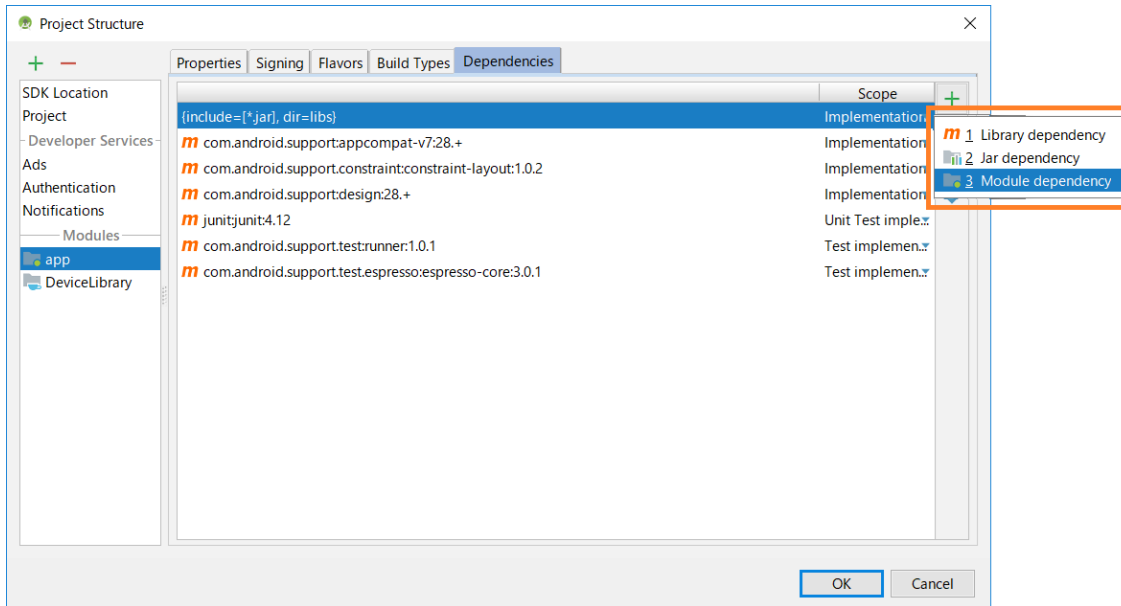 Project Structure
Properties Signing Flavors Build Types Dependencies
SDK Location
Project
Developer Services
Ads
Authentication
Notifications
Modules
app
DeviceLibrary
Scope
{include=[*.jar], dir=libs} Implementation
m com.android.support:appcompat-v7:28.+ Implementation
m com.android.support.constraint:constraint-layout:1.0.2 Implementation
m com.android.support:design:28.+ Implementation
m junit:junit:4.12 Unit Test imple...
m com.android.support.test:runner:1.0.1 Test implemen...
m com.android.support.test.espresso:espresso-core:3.0.1 Test implemen...
m 1 Library dependency
2 Jar dependency
3 Module dependency
OK Cancel